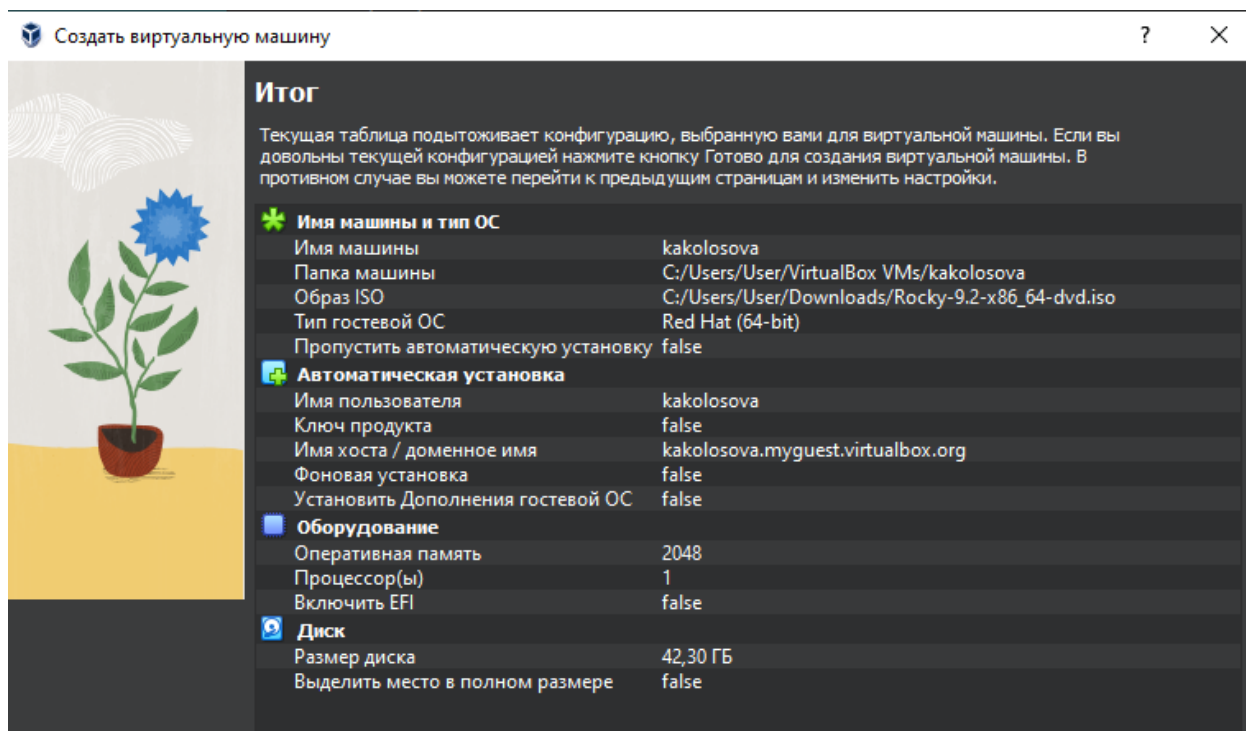 Создать виртуальную машину ? ×
Итог
Текущая таблица подытоживает конфигурацию, выбранную вами для виртуальной машины. Если вы
довольны текущей конфигурацией нажмите кнопку Готово для создания виртуальной машины. В
противном случае вы можете перейти к предыдущим страницам и изменить настройки.
Имя машины и тип ОС
Имя машины kakolosova
Папка машины C:/Users/User/VirtualBox VMs/kakolosova
Образ ISO C:/Users/User/Downloads/Rocky-9.2-x86_64-dvd.iso
Тип гостевой ОС Red Hat (64-bit)
Пропустить автоматическую установку false
Автоматическая установка
Имя пользователя kakolosova
Ключ продукта false
Имя хоста / доменное имя kakolosova.myguest.virtualbox.org
Фоновая установка false
Установить Дополнения гостевой ОС false
Оборудование
Оперативная память 2048
Процессор(ы) 1
Включить EFI false
Диск
Размер диска 42,30 ГБ
Выделить место в полном размере false